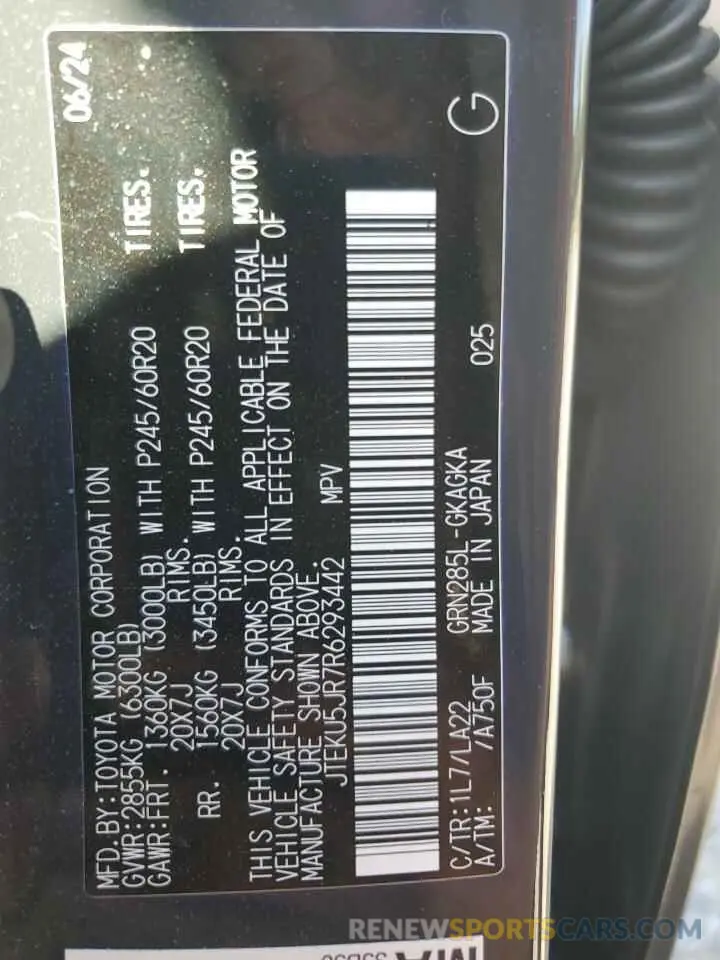 MFD.BY:TOYOTA MOTOR CORPORATION 06/24
GVWR:2855KG (6300LB)
GAWR:FRT. 1360KG (3000LB) WITH P245/60R20 TIRES.
20X7J RIMS.
RR. 1560KG (3450LB) WITH P245/60R20 TIRES.
20X7J RIMS.
THIS VEHICLE CONFORMS TO ALL APPLICABLE FEDERAL MOTOR
VEHICLE SAFETY STANDARDS IN EFFECT ON THE DATE OF
MANUFACTURE SHOWN ABOVE.
JTEKU5JR7R6293442 MPV
C/TR:1L7/LA22 GRN285L-GKAGKA
A/TM: /A750F MADE IN JAPAN 025 G
RENEWSPORTSCARS.COM